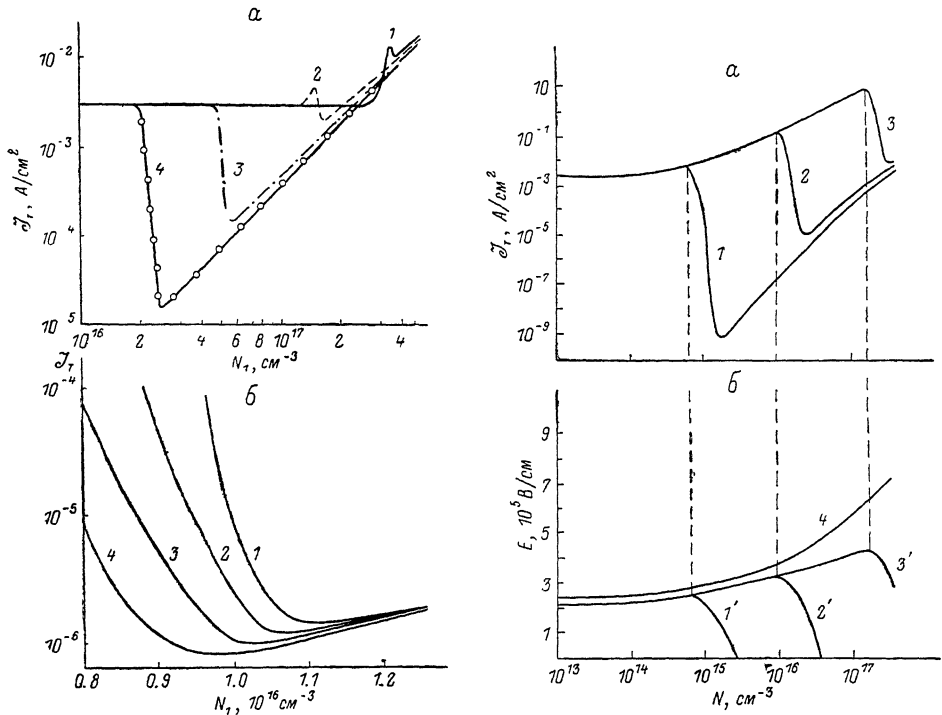 а
10⁻²
10⁻³
10⁻⁴
10⁻⁵
𝒥т, А/см²
1
2
3
4
10¹⁶ 2 4 6 8 10¹⁷ 2 4
N₁, см⁻³
б
𝒥т
10⁻⁴
10⁻⁵
10⁻⁶
4
3
2
1
0.8 0.9 1.0 1.1 1.2
N₁, 10¹⁶ см⁻³
а
10
10⁻¹
10⁻³
10⁻⁵
10⁻⁷
10⁻⁹
𝒥т, А/см²
1
2
3
б
9
7
5
3
1
E, 10⁵ В/см
4
1′
2′
3′
10¹³ 10¹⁴ 10¹⁵ 10¹⁶ 10¹⁷
N, см⁻³